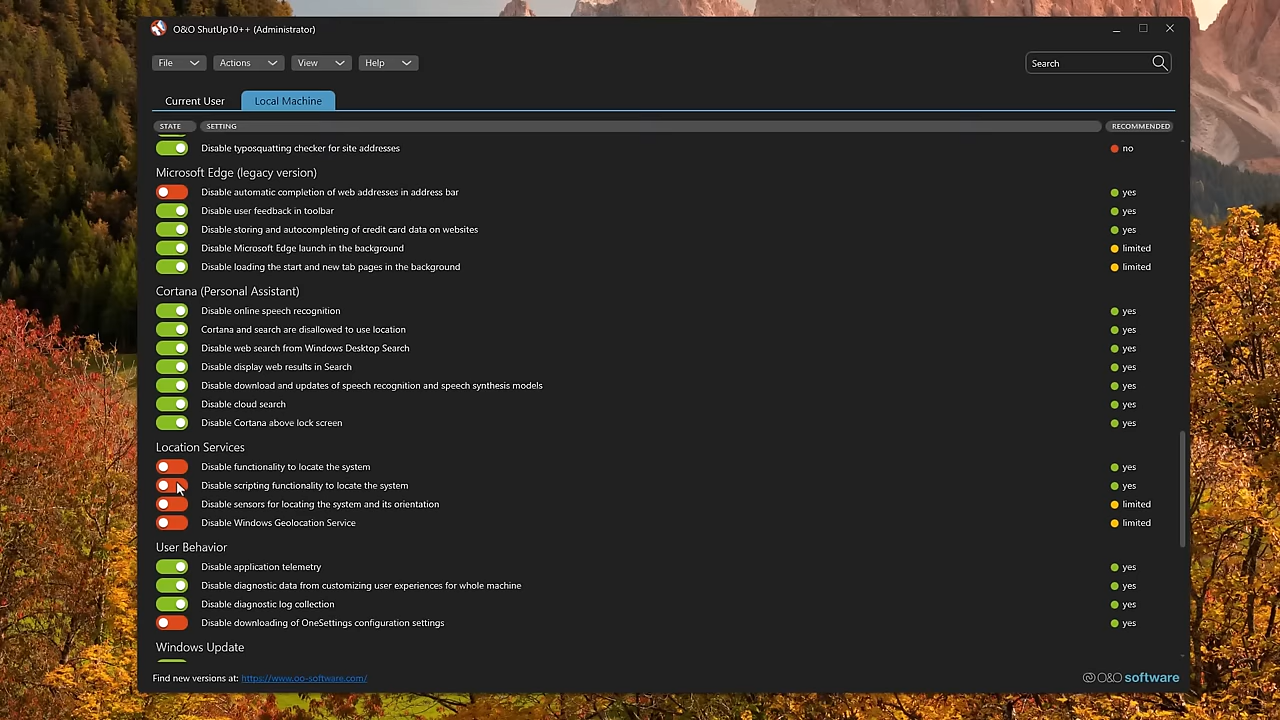 O&O ShutUp10++ (Administrator)
File Actions View Help Search
Current User Local Machine
STATE SETTING RECOMMENDED
Disable typosquatting checker for site addresses no
Microsoft Edge (legacy version)
Disable automatic completion of web addresses in address bar yes
Disable user feedback in toolbar yes
Disable storing and autocompleting of credit card data on websites yes
Disable Microsoft Edge launch in the background limited
Disable loading the start and new tab pages in the background limited
Cortana (Personal Assistant)
Disable online speech recognition yes
Cortana and search are disallowed to use location yes
Disable web search from Windows Desktop Search yes
Disable display web results in Search yes
Disable download and updates of speech recognition and speech synthesis models yes
Disable cloud search yes
Disable Cortana above lock screen yes
Location Services
Disable functionality to locate the system yes
Disable scripting functionality to locate the system yes
Disable sensors for locating the system and its orientation limited
Disable Windows Geolocation Service limited
User Behavior
Disable application telemetry yes
Disable diagnostic data from customizing user experiences for whole machine yes
Disable diagnostic log collection yes
Disable downloading of OneSettings configuration settings yes
Windows Update
Find new versions at: https://www.oo-software.com/ O&O software